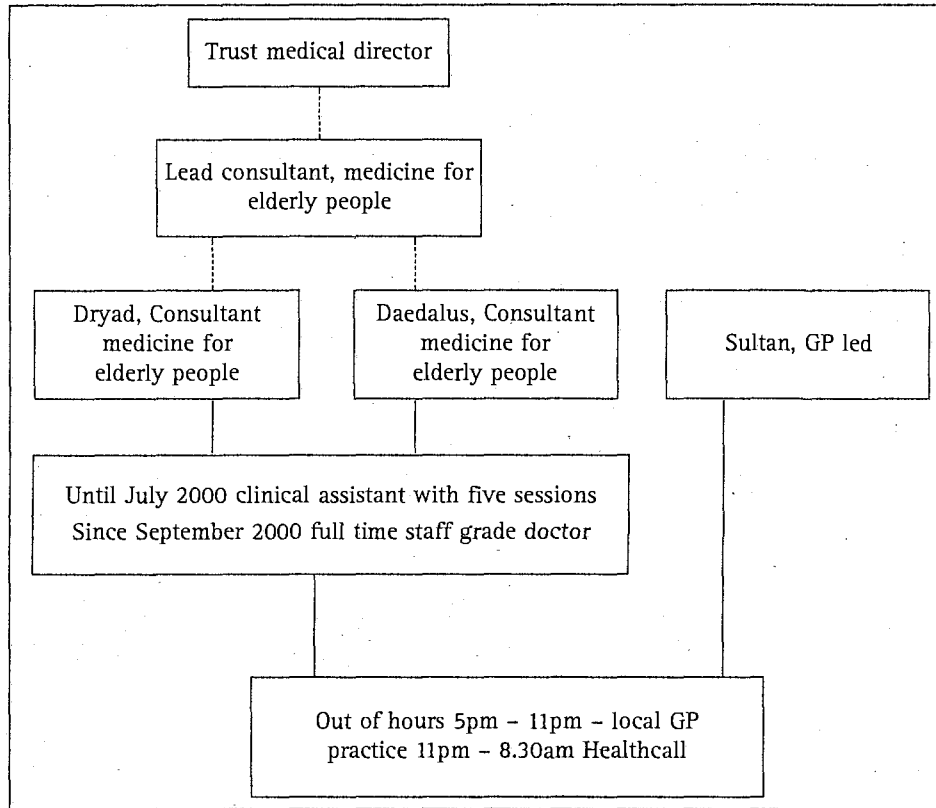 Trust medical director
Lead consultant, medicine for
elderly people
Dryad, Consultant
medicine for
elderly people
Daedalus, Consultant
medicine for
elderly people
Sultan, GP led
Until July 2000 clinical assistant with five sessions
Since September 2000 full time staff grade doctor
Out of hours 5pm – 11pm – local GP
practice 11pm – 8.30am Healthcall